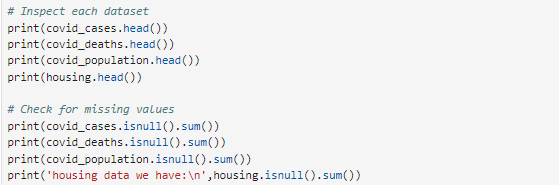 # Inspect each dataset
print(covid_cases.head())
print(covid_deaths.head())
print(covid_population.head())
print(housing.head())
# Check for missing values
print(covid_cases.isnull().sum())
print(covid_deaths.isnull().sum())
print(covid_population.isnull().sum())
print('housing data we have:\n',housing.isnull().sum())